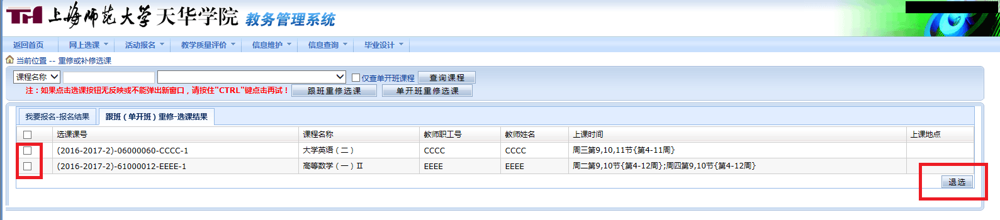 上海师范大学天华学院 教务管理系统
返回首页 网上选课 活动报名 教学质量评价 信息维护 信息查询 毕业设计
当前位置 -- 重修或补修选课
课程名称 仅查单开班课程 查询课程
注：如果点击选课按钮无反映或不能弹出新窗口，请按住"CTRL"键点击再试！ 跟班重修选课 单开班重修选课
我要报名-报名结果 跟班（单开班）重修-选课结果
选课课号 课程名称 教师职工号 教师姓名 上课时间 上课地点
(2016-2017-2)-06000060-CCCC-1 大学英语（二） CCCC CCCC 周三第9,10,11节{第4-11周}
(2016-2017-2)-61000012-EEEE-1 高等数学（一）Ⅱ EEEE EEEE 周二第9,10节{第4-12周};周四第9,10节{第4-12周}
退选